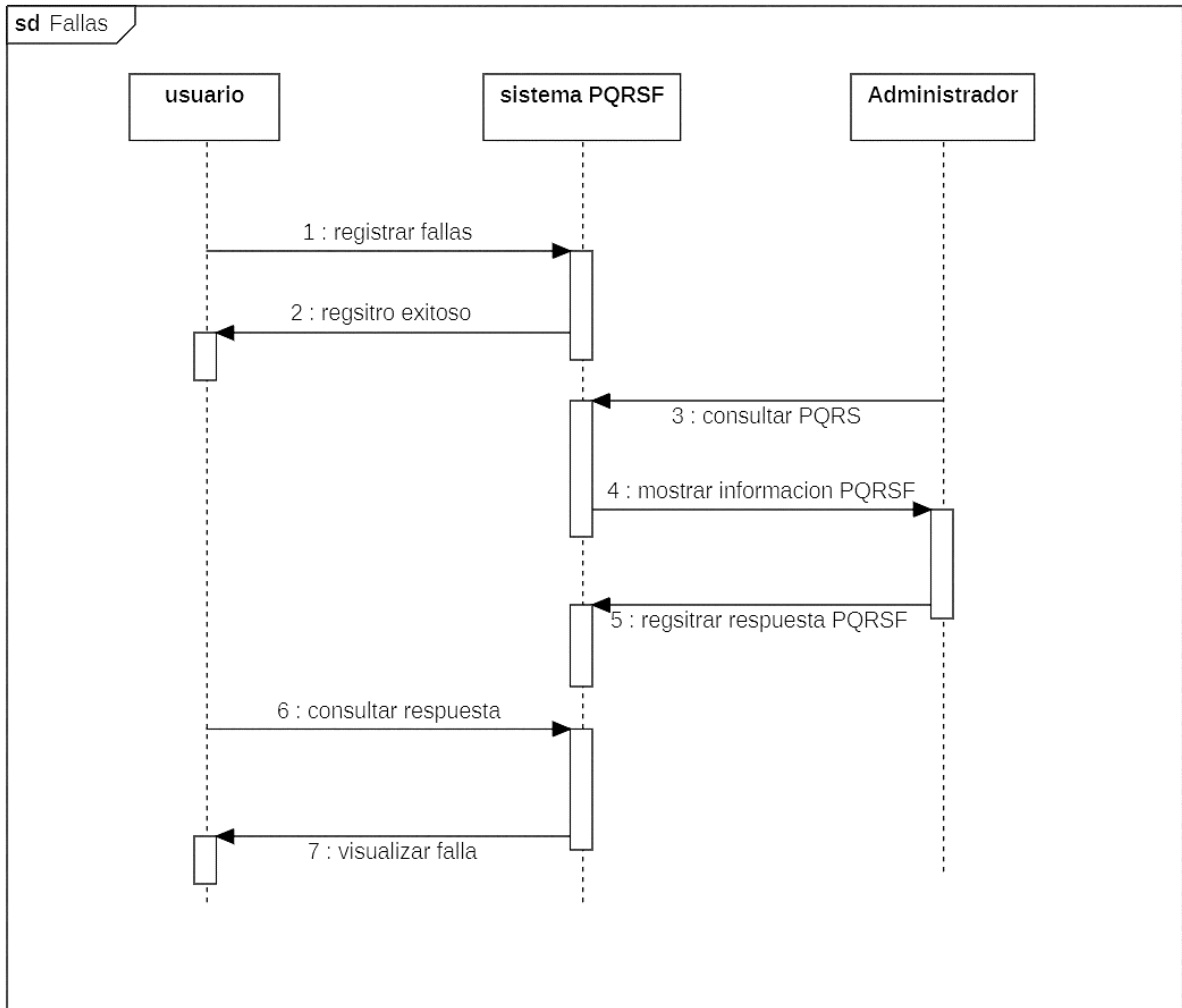 sd Fallas
usuario
sistema PQRSF
Administrador
1 : registrar fallas
2 : regsitro exitoso
3 : consultar PQRS
4 : mostrar informacion PQRSF
5 : regsitrar respuesta PQRSF
6 : consultar respuesta
7 : visualizar falla